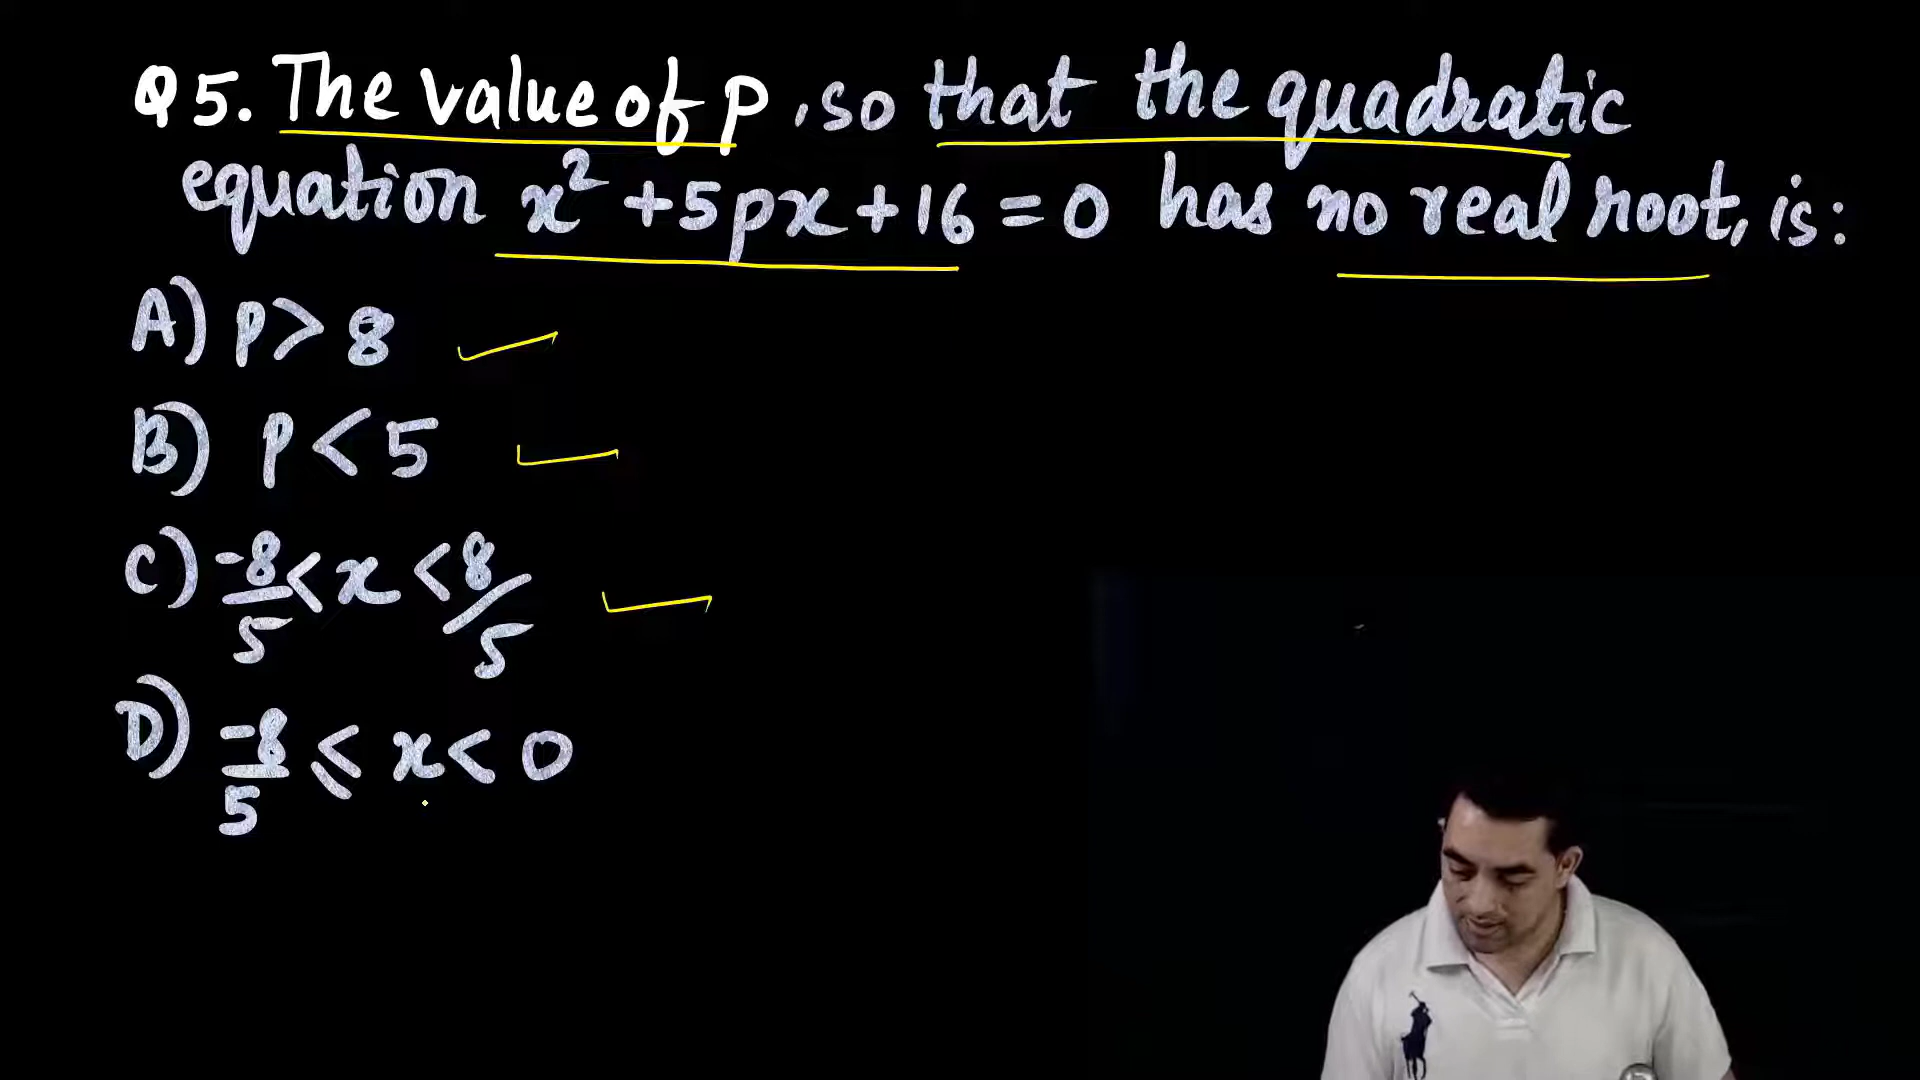 Q5. The value of p, so that the quadratic
equation x² + 5px + 16 = 0 has no real root, is:
A) p > 8
B) p < 5
C) -8/5 < x < 8/5
D) -8/5 ≤ x < 0